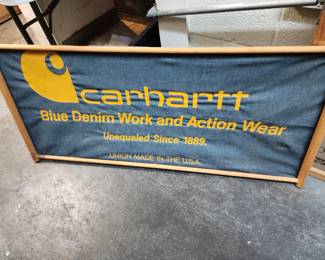 carhartt
Blue Denim Work and Action Wear
Unequaled Since 1889.
UNION MADE IN THE U.S.A.